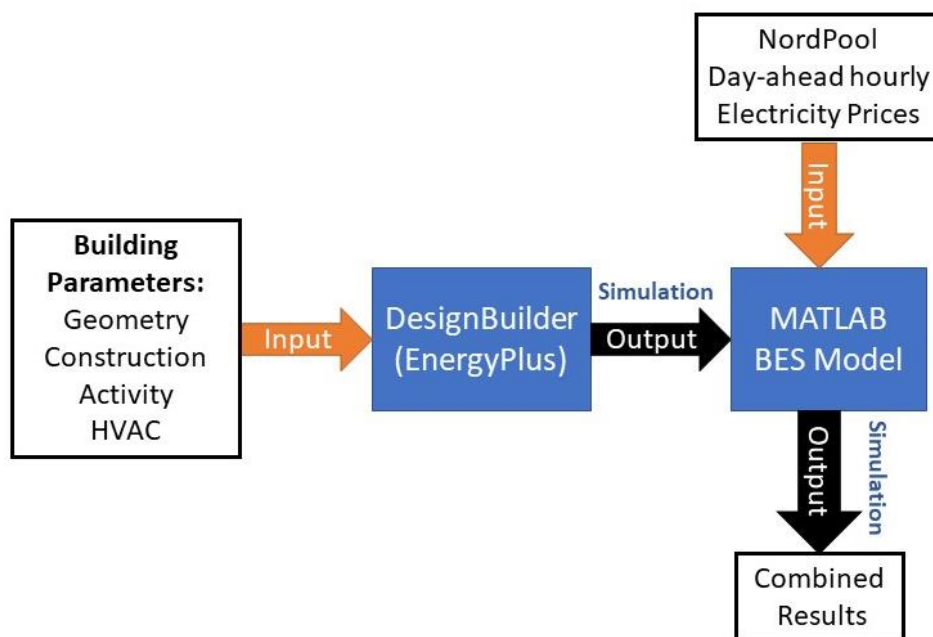 NordPool
Day-ahead hourly
Electricity Prices
Input
Building
Parameters:
Geometry
Construction
Activity
HVAC
Input
DesignBuilder
(EnergyPlus)
Simulation
Output
MATLAB
BES Model
Output
Simulation
Combined
Results